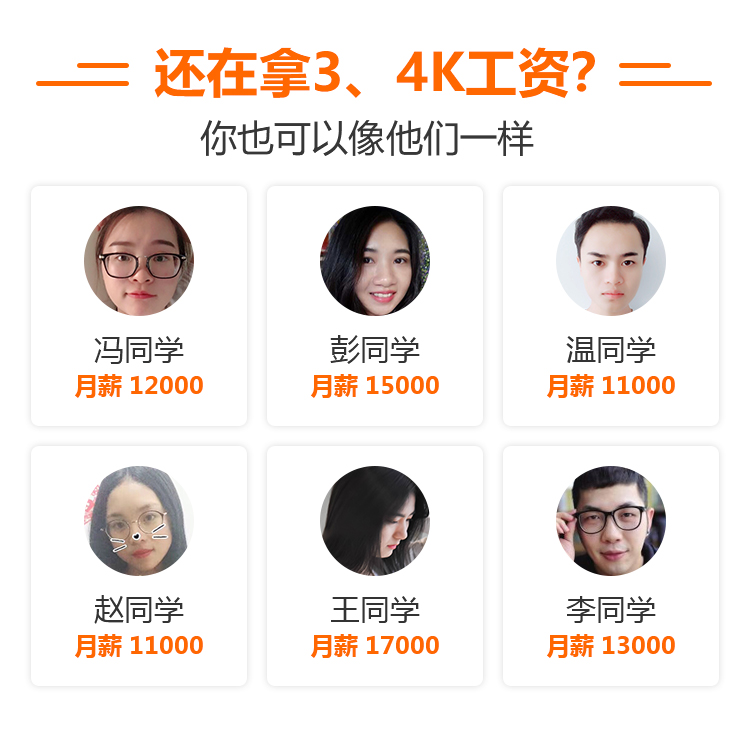 还在拿3、4K工资?
你也可以像他们一样
冯同学
月薪 12000
彭同学
月薪 15000
温同学
月薪 11000
赵同学
月薪 11000
王同学
月薪 17000
李同学
月薪 13000